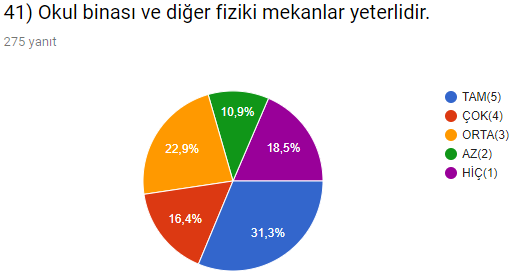 41) Okul binası ve diğer fiziki mekanlar yeterlidir.
275 yanıt
TAM(5)
ÇOK(4)
ORTA(3)
AZ(2)
HİÇ(1)
10,9%
18,5%
22,9%
16,4%
31,3%